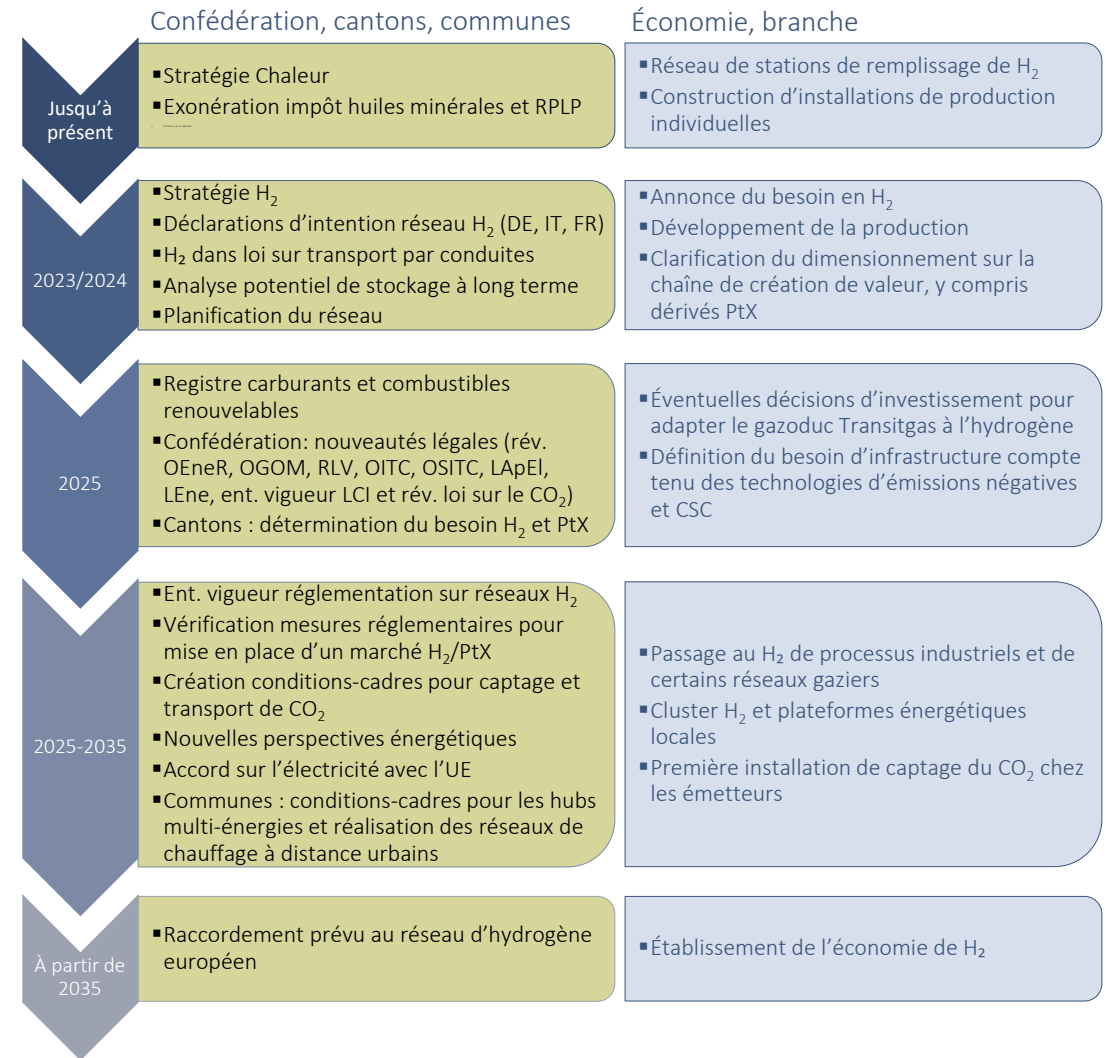 Confédération, cantons, communes
Économie, branche
Jusqu’à
présent
▪Stratégie Chaleur
▪Exonération impôt huiles minérales et RPLP
▪Réseau de stations de remplissage de H₂
▪Construction d’installations de production
individuelles
2023/2024
▪Stratégie H₂
▪Déclarations d’intention réseau H₂ (DE, IT, FR)
▪H₂ dans loi sur transport par conduites
▪Analyse potentiel de stockage à long terme
▪Planification du réseau
▪Annonce du besoin en H₂
▪Développement de la production
▪Clarification du dimensionnement sur la
chaîne de création de valeur, y compris
dérivés PtX
2025
▪Registre carburants et combustibles
renouvelables
▪Confédération: nouveautés légales (rév.
OEneR, OGOM, RLV, OITC, OSITC, LApEl,
LEne, ent. vigueur LCI et rév. loi sur le CO₂)
▪Cantons : détermination du besoin H₂ et PtX
▪Éventuelles décisions d’investissement pour
adapter le gazoduc Transitgas à l’hydrogène
▪Définition du besoin d’infrastructure compte
tenu des technologies d’émissions négatives
et CSC
2025-2035
▪Ent. vigueur réglementation sur réseaux H₂
▪Vérification mesures réglementaires pour
mise en place d’un marché H₂/PtX
▪Création conditions-cadres pour captage et
transport de CO₂
▪Nouvelles perspectives énergétiques
▪Accord sur l’électricité avec l’UE
▪Communes : conditions-cadres pour les hubs
multi-énergies et réalisation des réseaux de
chauffage à distance urbains
▪Passage au H₂ de processus industriels et de
certains réseaux gaziers
▪Cluster H₂ et plateformes énergétiques
locales
▪Première installation de captage du CO₂ chez
les émetteurs
À partir de
2035
▪Raccordement prévu au réseau d’hydrogène
européen
▪Établissement de l’économie de H₂